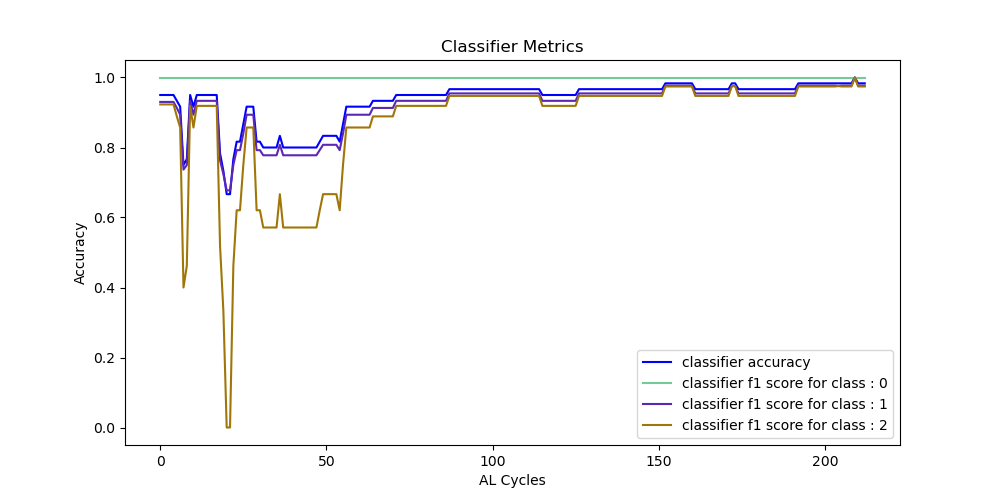 Classifier Metrics
1.0
0.8
0.6
0.4
0.2
0.0
Accuracy
0
50
100
150
200
AL Cycles
classifier accuracy
classifier f1 score for class : 0
classifier f1 score for class : 1
classifier f1 score for class : 2